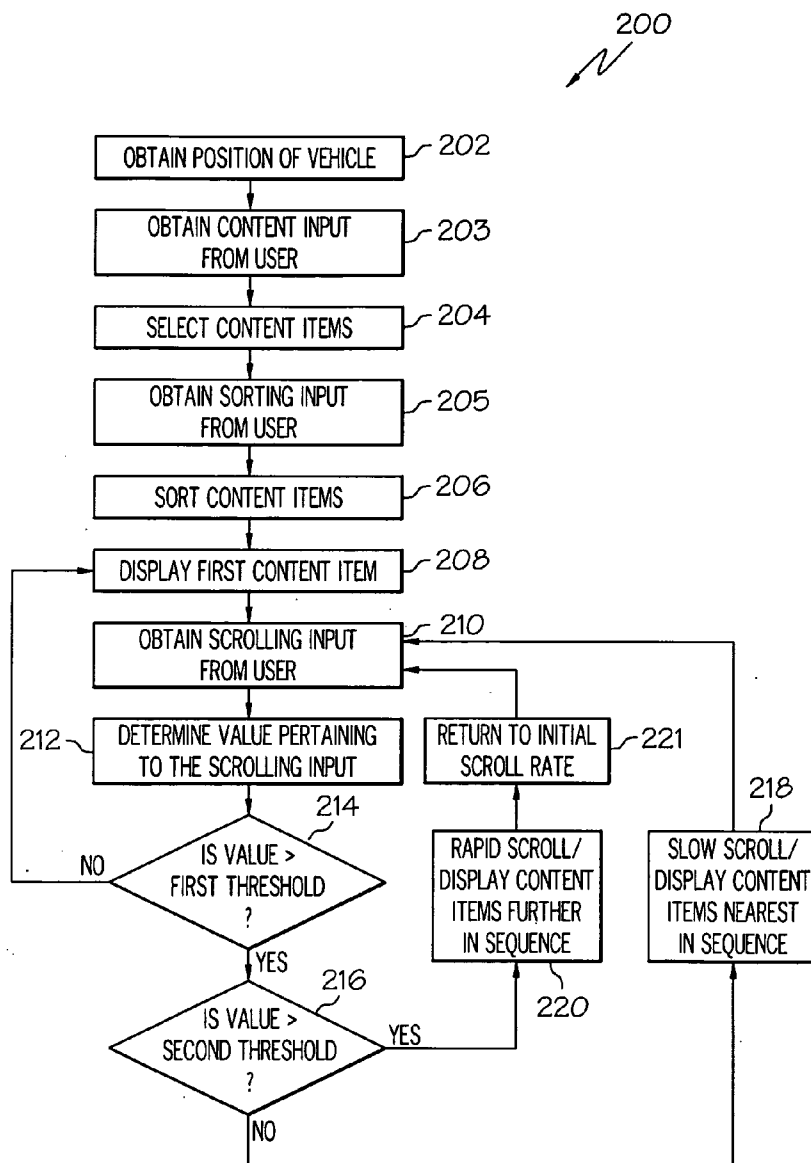 200
OBTAIN POSITION OF VEHICLE
202
OBTAIN CONTENT INPUT
FROM USER
203
SELECT CONTENT ITEMS
204
OBTAIN SORTING INPUT
FROM USER
205
SORT CONTENT ITEMS
206
DISPLAY FIRST CONTENT ITEM
208
OBTAIN SCROLLING INPUT
FROM USER
210
212
DETERMINE VALUE PERTAINING
TO THE SCROLLING INPUT
RETURN TO INITIAL
SCROLL RATE
221
214
IS VALUE >
FIRST THRESHOLD
?
NO
YES
RAPID SCROLL/
DISPLAY CONTENT
ITEMS FURTHER
IN SEQUENCE
220
218
SLOW SCROLL/
DISPLAY CONTENT
ITEMS NEAREST
IN SEQUENCE
216
IS VALUE >
SECOND THRESHOLD
?
YES
NO